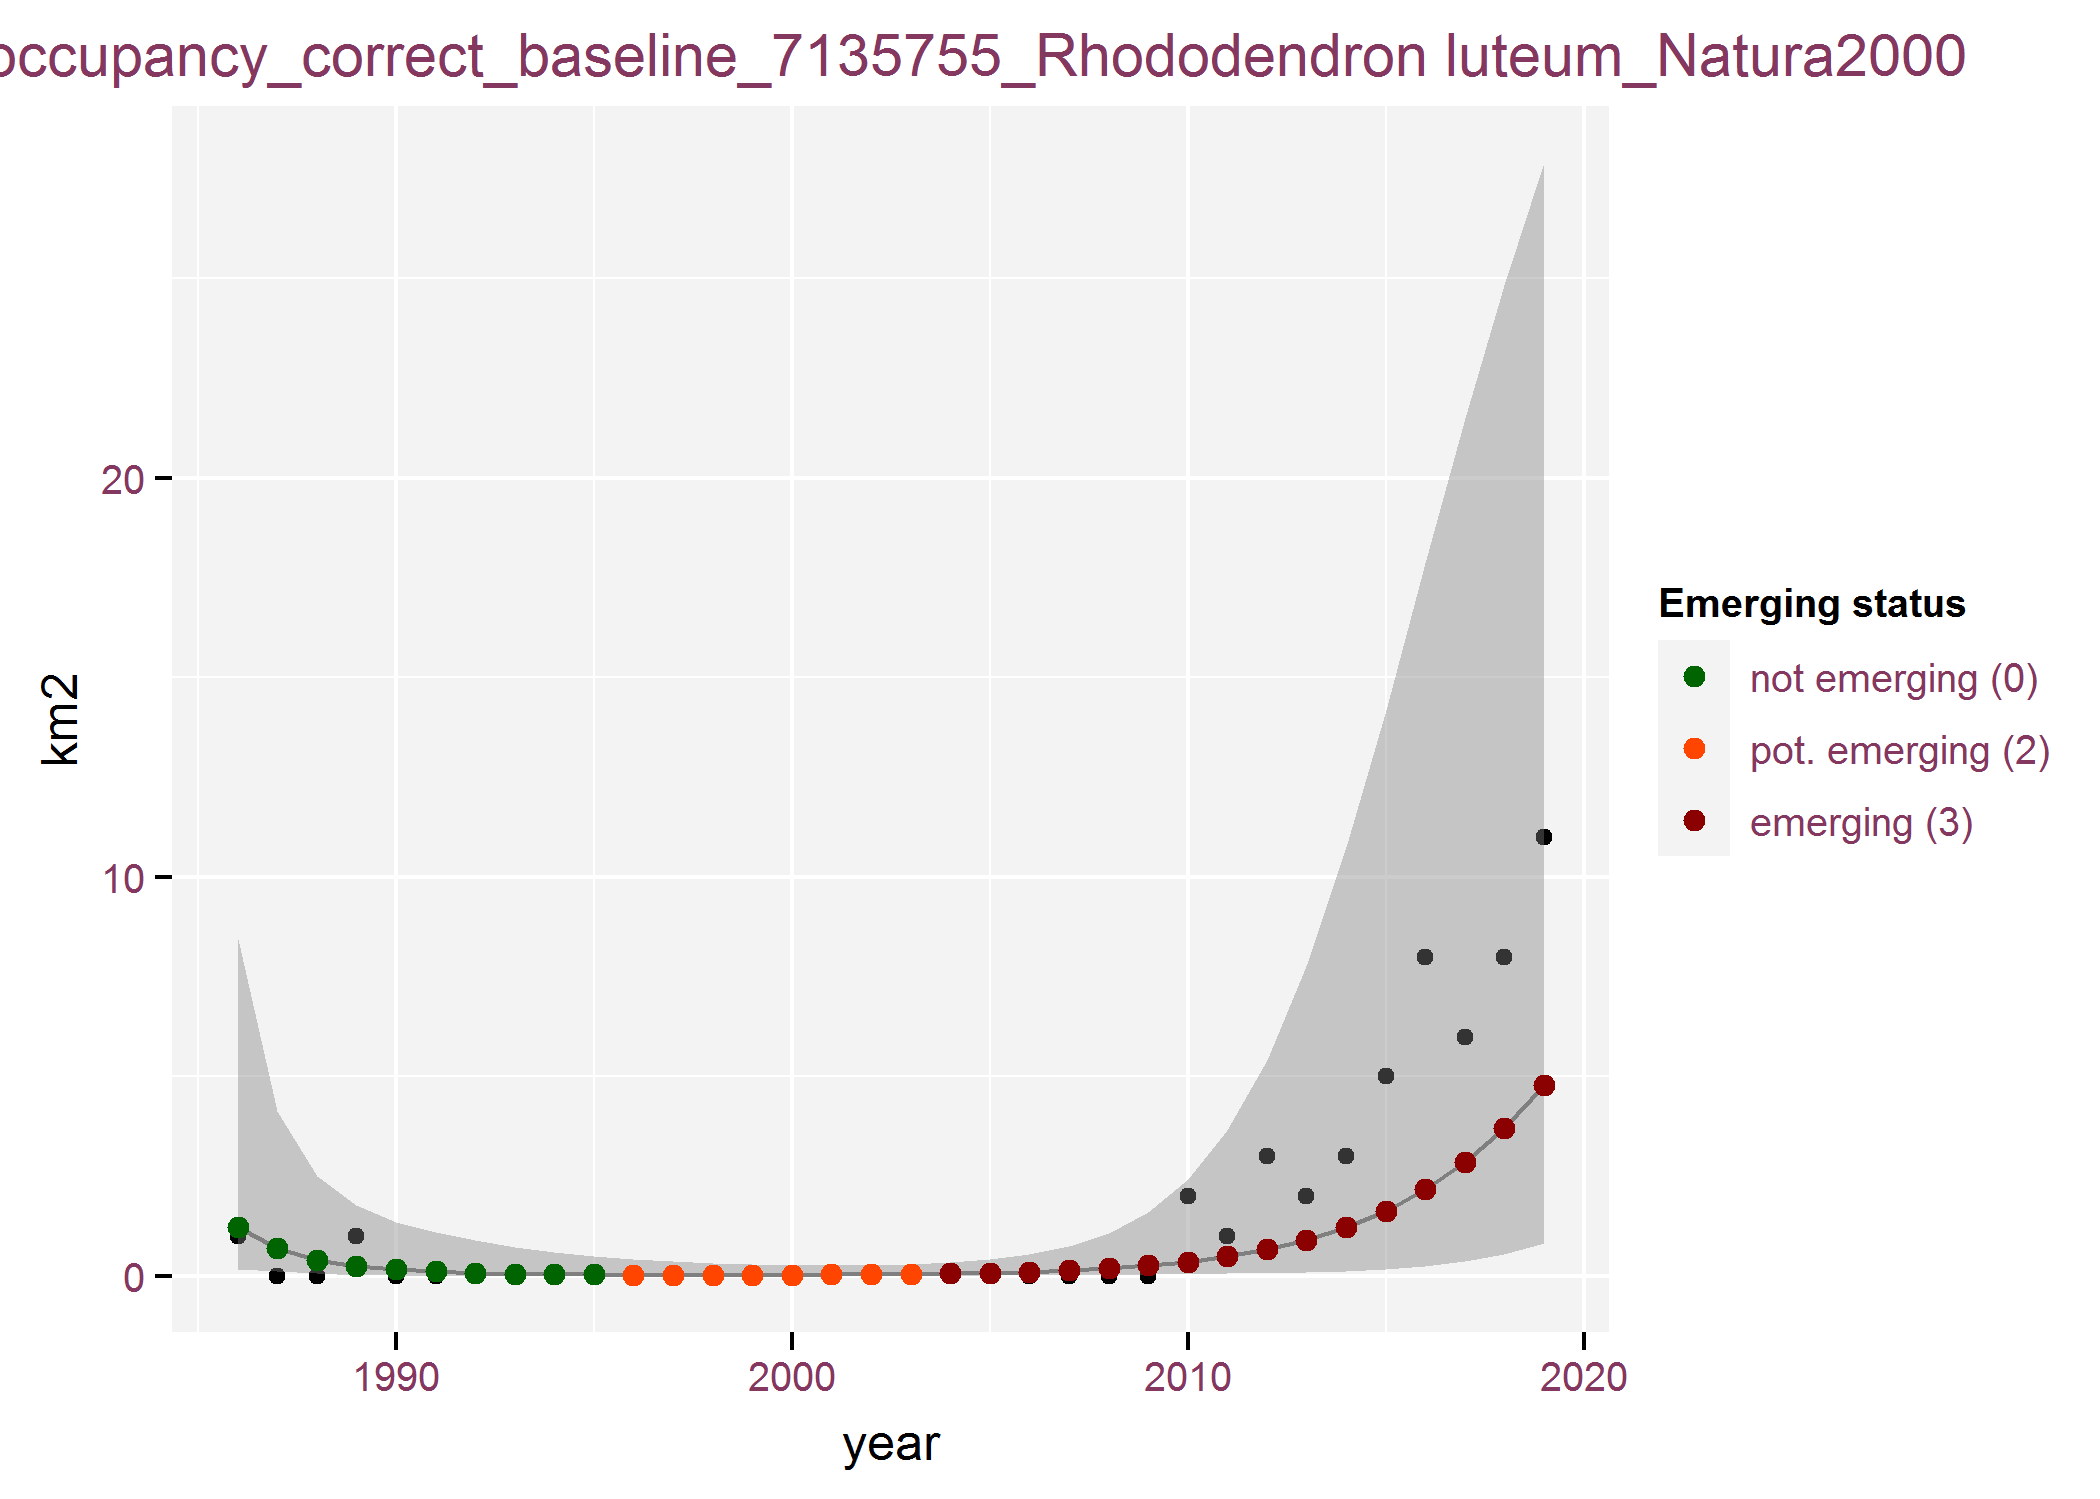 occupancy_correct_baseline_7135755_Rhododendron luteum_Natura2000
km2
20
10
0
1990 2000 2010 2020
year
Emerging status
not emerging (0)
pot. emerging (2)
emerging (3)